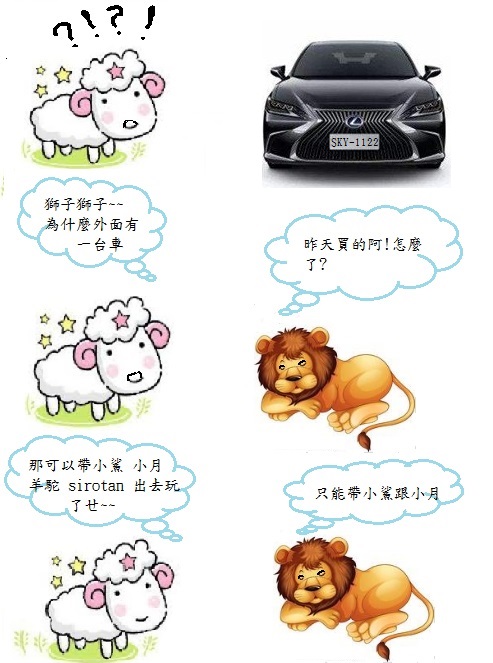 ?!?!
SKY-1122
獅子獅子~~
為什麼外面有
一台車
昨天買的阿!怎麼
了?
那可以帶小鯊 小月
羊駝 sirotan 出去玩
了ㄝ~~
只能帶小鯊跟小月